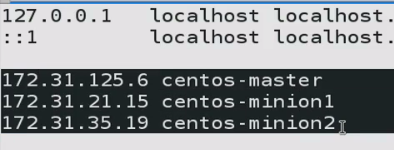 127.0.0.1 localhost localhost.
::1 localhost localhost.
172.31.125.6 centos-master
172.31.21.15 centos-minion1
172.31.35.19 centos-minion2